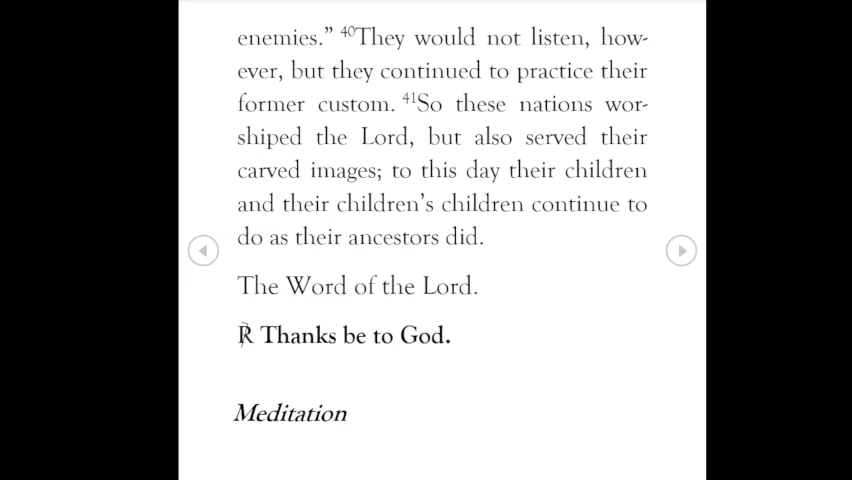 enemies.” ⁴⁰They would not listen, how-
ever, but they continued to practice their
former custom. ⁴¹So these nations wor-
shiped the Lord, but also served their
carved images; to this day their children
and their children’s children continue to
do as their ancestors did.
The Word of the Lord.
℟ Thanks be to God.
Meditation